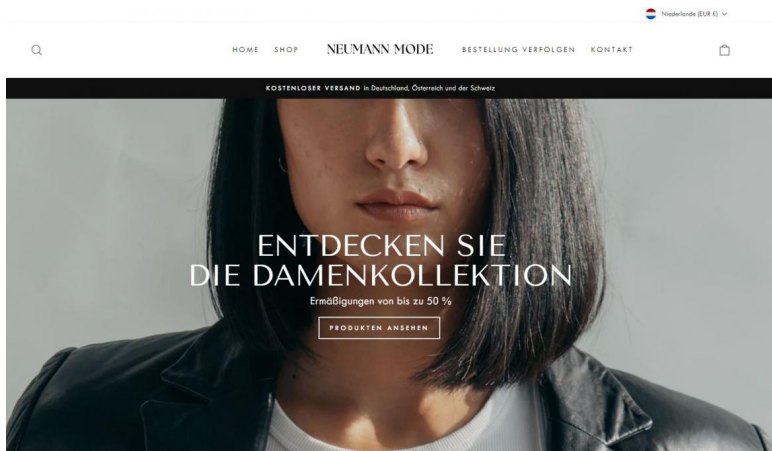 Niederlande (EUR €)
HOME SHOP NEUMANN MODE BESTELLUNG VERFOLGEN KONTAKT
KOSTENLOSER VERSAND in Deutschland, Österreich und der Schweiz
ENTDECKEN SIE
DIE DAMENKOLLEKTION
Ermäßigungen von bis zu 50 %
PRODUKTEN ANSEHEN